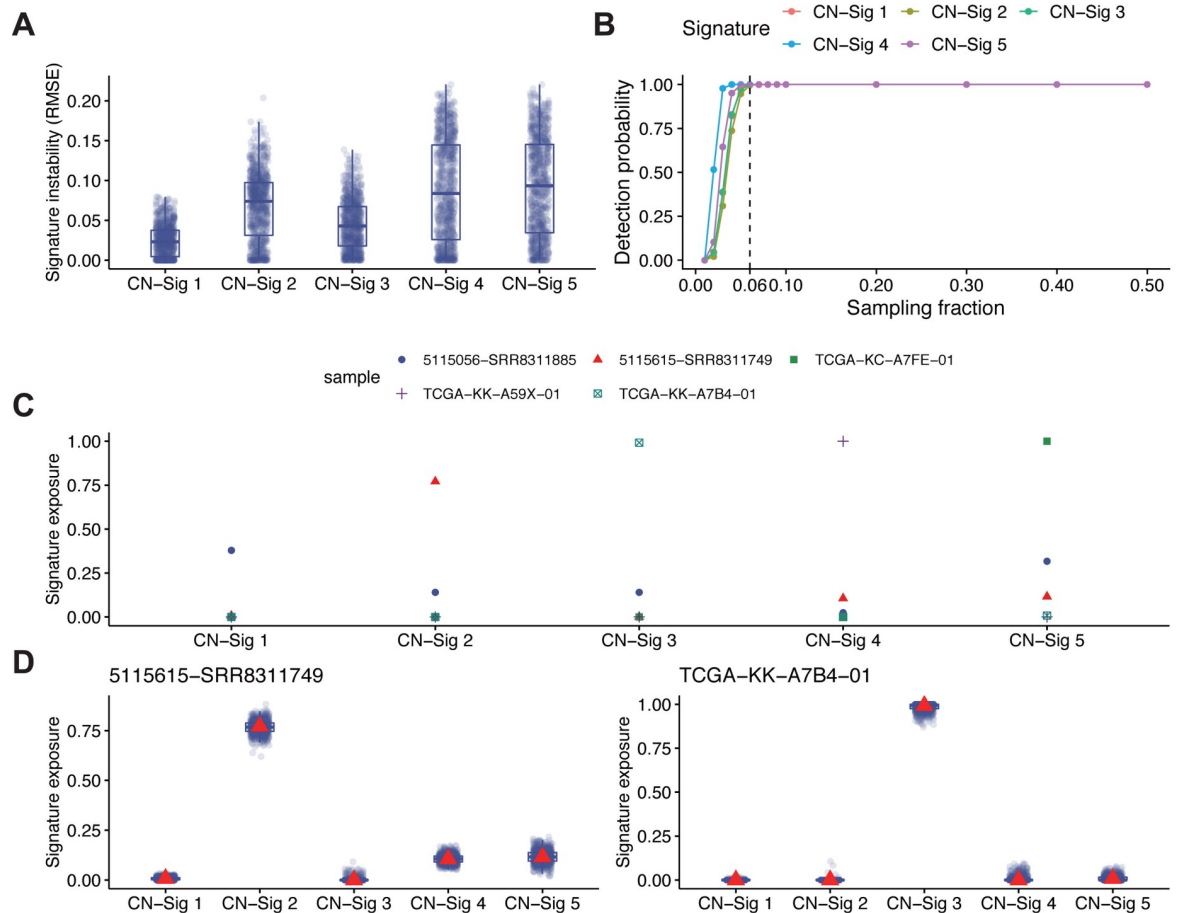 A
Signature instability (RMSE)
0.20
0.15
0.10
0.05
0.00
CN−Sig 1 CN−Sig 2 CN−Sig 3 CN−Sig 4 CN−Sig 5
B
Signature
CN−Sig 1 CN−Sig 2 CN−Sig 3
CN−Sig 4 CN−Sig 5
Detection probability
1.00
0.75
0.50
0.25
0.00
0.00 0.06 0.10 0.20 0.30 0.40 0.50
Sampling fraction
sample
5115056−SRR8311885 5115615−SRR8311749 TCGA−KC−A7FE−01
TCGA−KK−A59X−01 TCGA−KK−A7B4−01
C
Signature exposure
1.00
0.75
0.50
0.25
0.00
CN−Sig 1 CN−Sig 2 CN−Sig 3 CN−Sig 4 CN−Sig 5
D
5115615−SRR8311749
Signature exposure
0.75
0.50
0.25
0.00
CN−Sig 1 CN−Sig 2 CN−Sig 3 CN−Sig 4 CN−Sig 5
TCGA−KK−A7B4−01
Signature exposure
1.00
0.75
0.50
0.25
0.00
CN−Sig 1 CN−Sig 2 CN−Sig 3 CN−Sig 4 CN−Sig 5